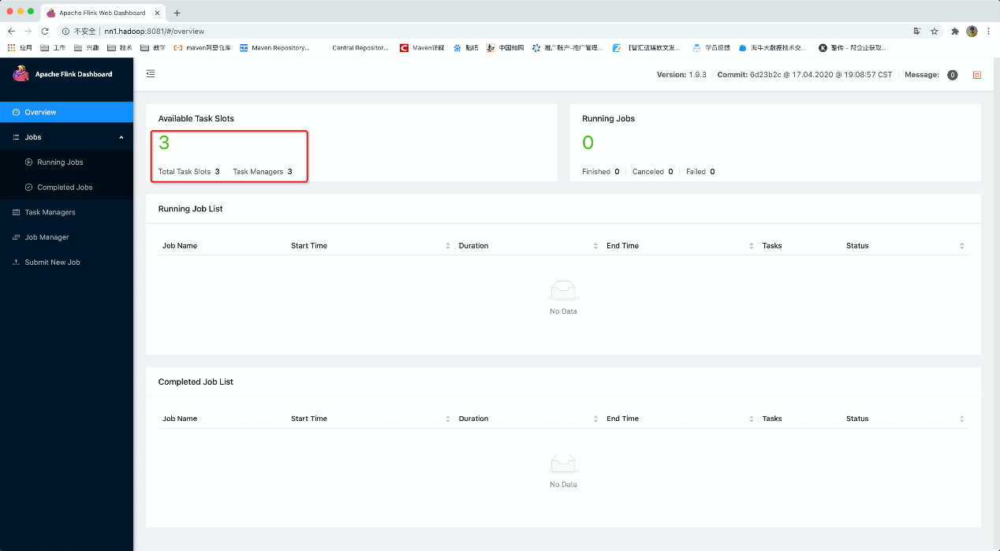 Apache Flink Web Dashboard
不安全 nn1.hadoop:8081/#/overview
应用 工作 兴趣 技术 教学 maven阿里仓库 Maven Repository... Central Repositor... Maven详解 贴吧 中国知网 推广账户-推广管理... 【智汇蓝媒软文发... 学员反馈 海牛大数据技术交... 酷传 - 帮企业获取...
Apache Flink Dashboard
Version: 1.9.3 Commit: 6d23b2c @ 17.04.2020 @ 19:08:57 CST Message: 0
Overview
Jobs
Running Jobs
Completed Jobs
Task Managers
Job Manager
Submit New Job
Available Task Slots
3
Total Task Slots 3 Task Managers 3
Running Jobs
0
Finished 0 Canceled 0 Failed 0
Running Job List
Job Name Start Time Duration End Time Tasks Status
No Data
Completed Job List
Job Name Start Time Duration End Time Tasks Status
No Data